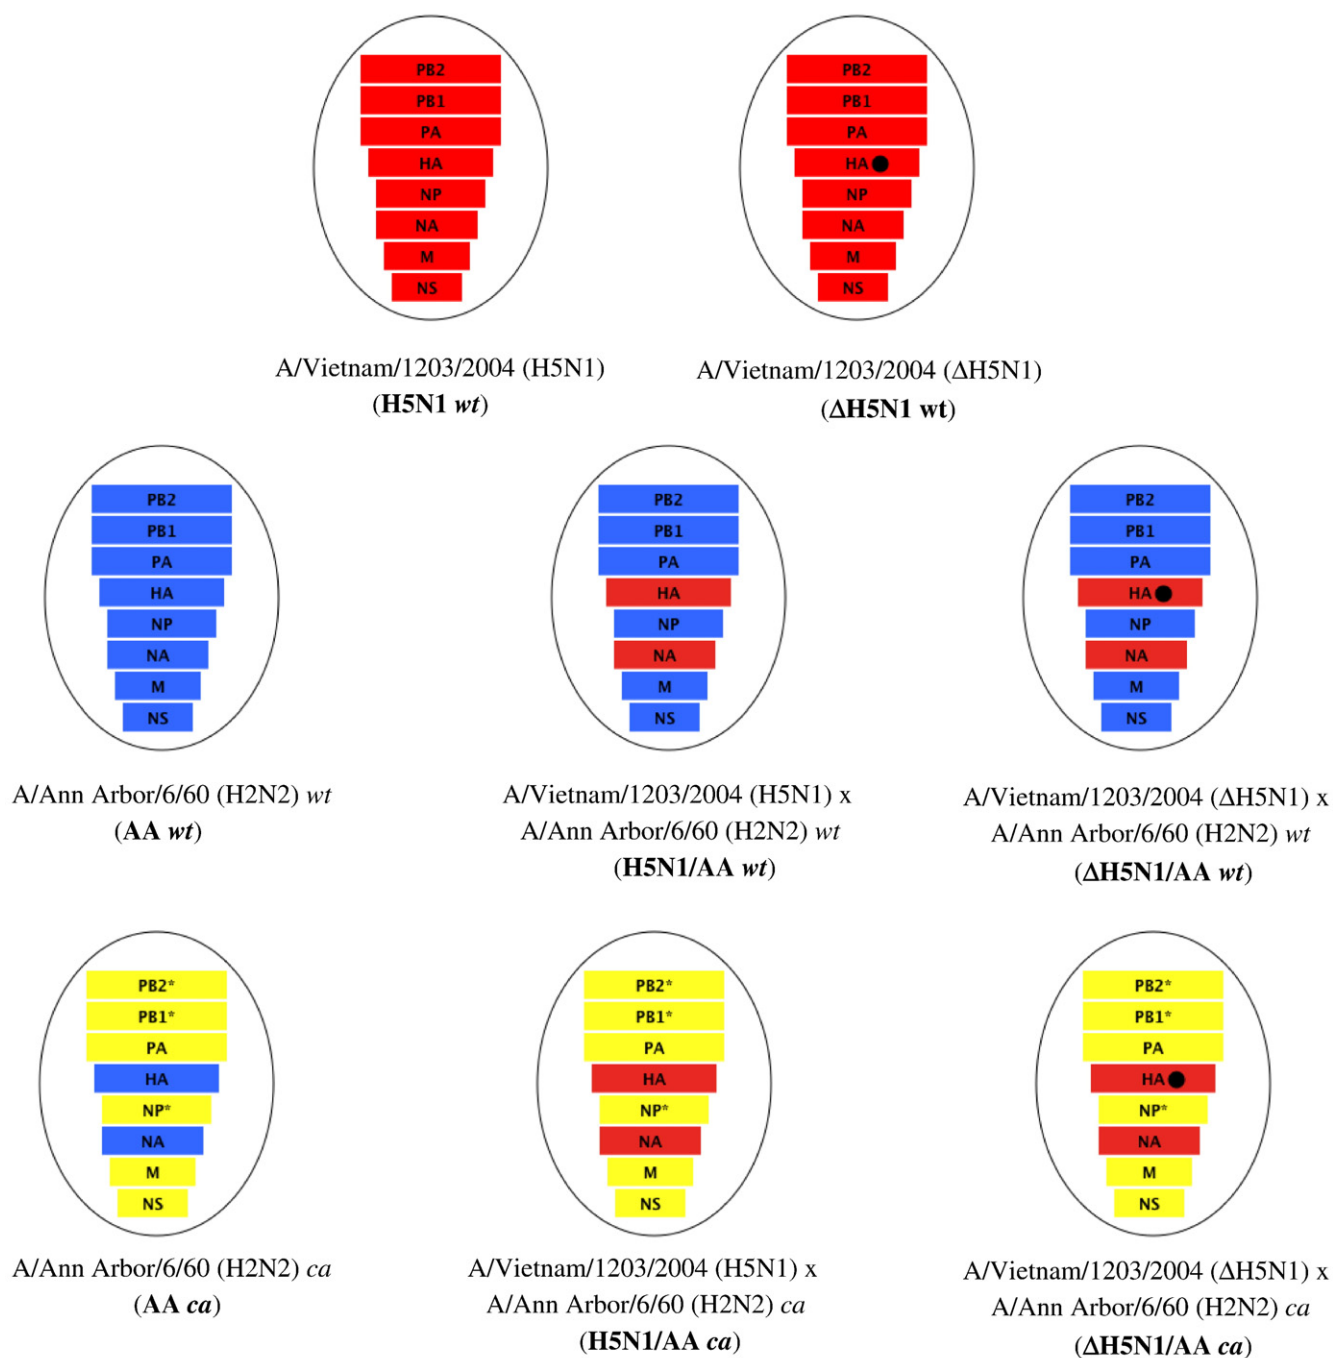 PB2
PB1
PA
HA
NP
NA
M
NS
A/Vietnam/1203/2004 (H5N1)
(H5N1 wt)
PB2
PB1
PA
HA
NP
NA
M
NS
A/Vietnam/1203/2004 (ΔH5N1)
(ΔH5N1 wt)
PB2
PB1
PA
HA
NP
NA
M
NS
A/Ann Arbor/6/60 (H2N2) wt
(AA wt)
PB2
PB1
PA
HA
NP
NA
M
NS
A/Vietnam/1203/2004 (H5N1) x
A/Ann Arbor/6/60 (H2N2) wt
(H5N1/AA wt)
PB2
PB1
PA
HA
NP
NA
M
NS
A/Vietnam/1203/2004 (ΔH5N1) x
A/Ann Arbor/6/60 (H2N2) wt
(ΔH5N1/AA wt)
PB2*
PB1*
PA
HA
NP*
NA
M
NS
A/Ann Arbor/6/60 (H2N2) ca
(AA ca)
PB2*
PB1*
PA
HA
NP*
NA
M
NS
A/Vietnam/1203/2004 (H5N1) x
A/Ann Arbor/6/60 (H2N2) ca
(H5N1/AA ca)
PB2*
PB1*
PA
HA
NP*
NA
M
NS
A/Vietnam/1203/2004 (ΔH5N1) x
A/Ann Arbor/6/60 (H2N2) ca
(ΔH5N1/AA ca)